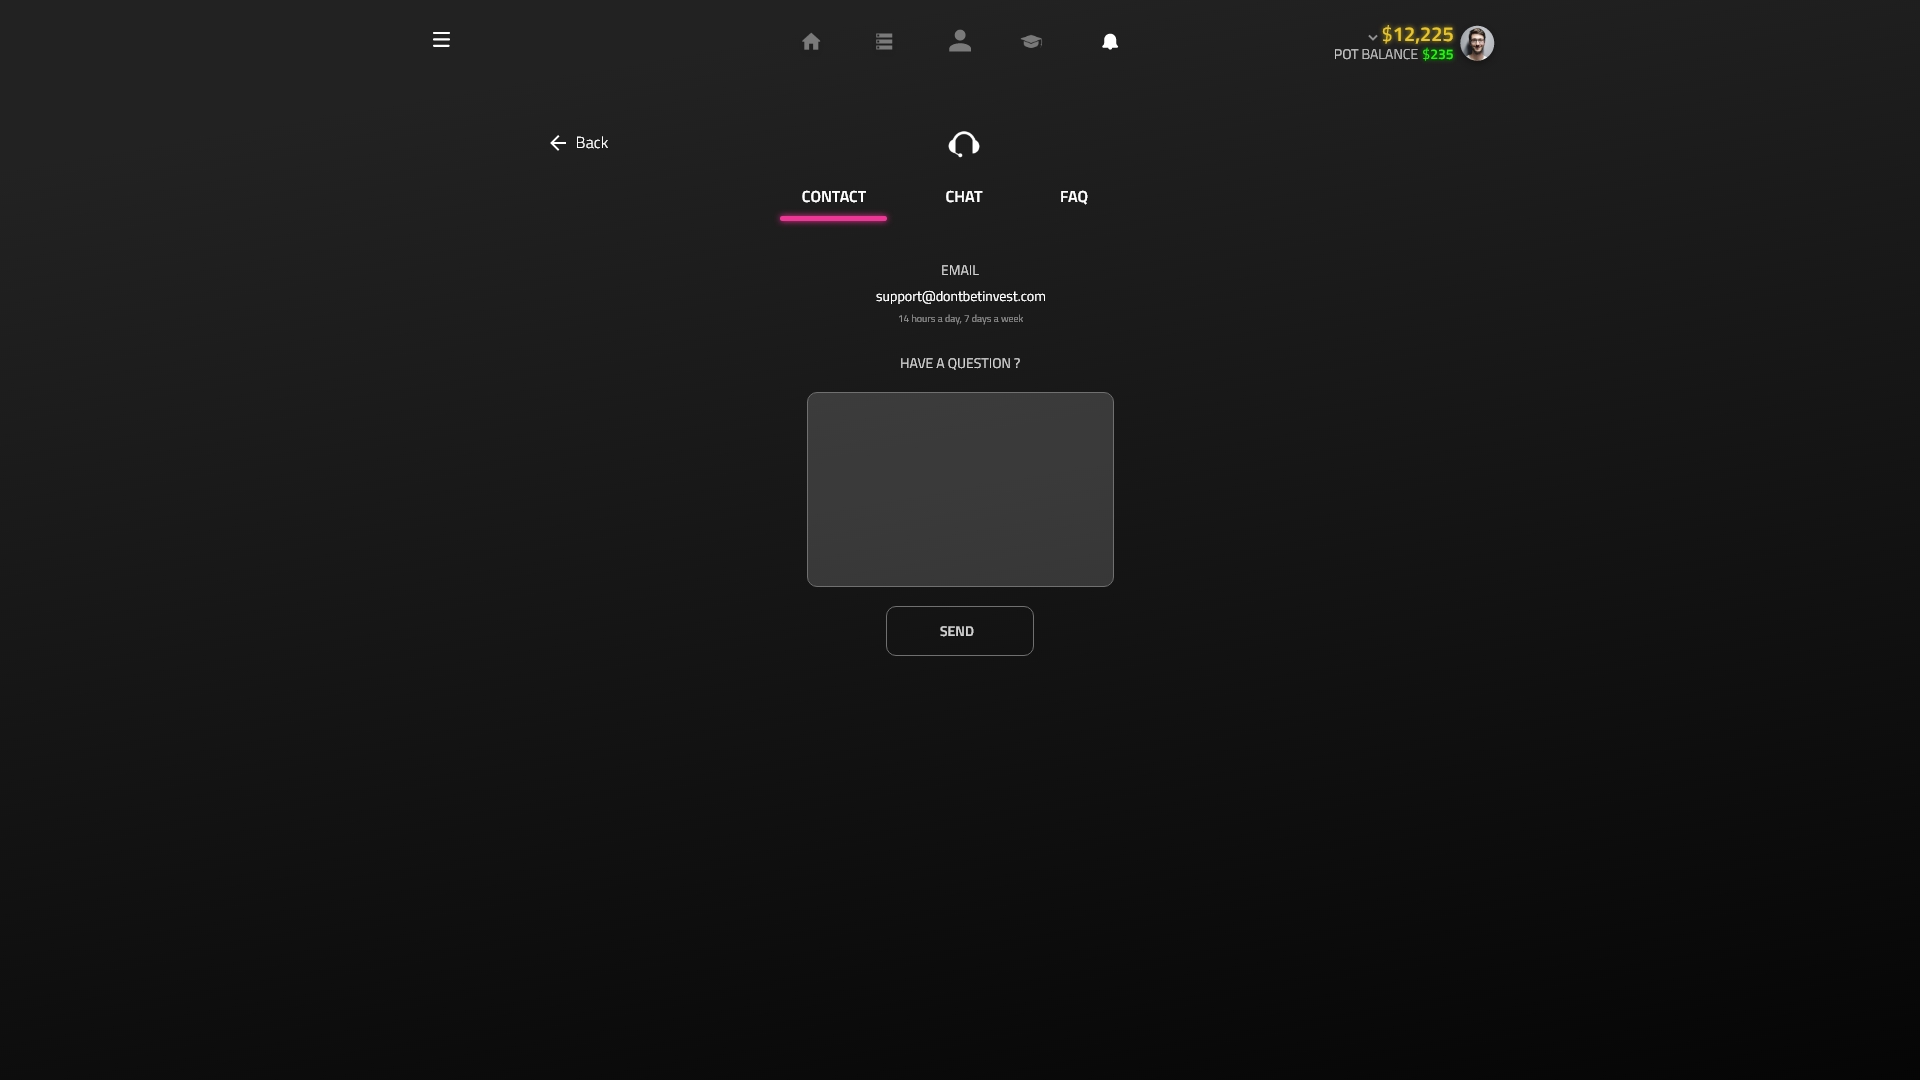 $12,225
POT BALANCE $235
Back
CONTACT
CHAT
FAQ
EMAIL
support@dontbetinvest.com
14 hours a day, 7 days a week
HAVE A QUESTION ?
SEND